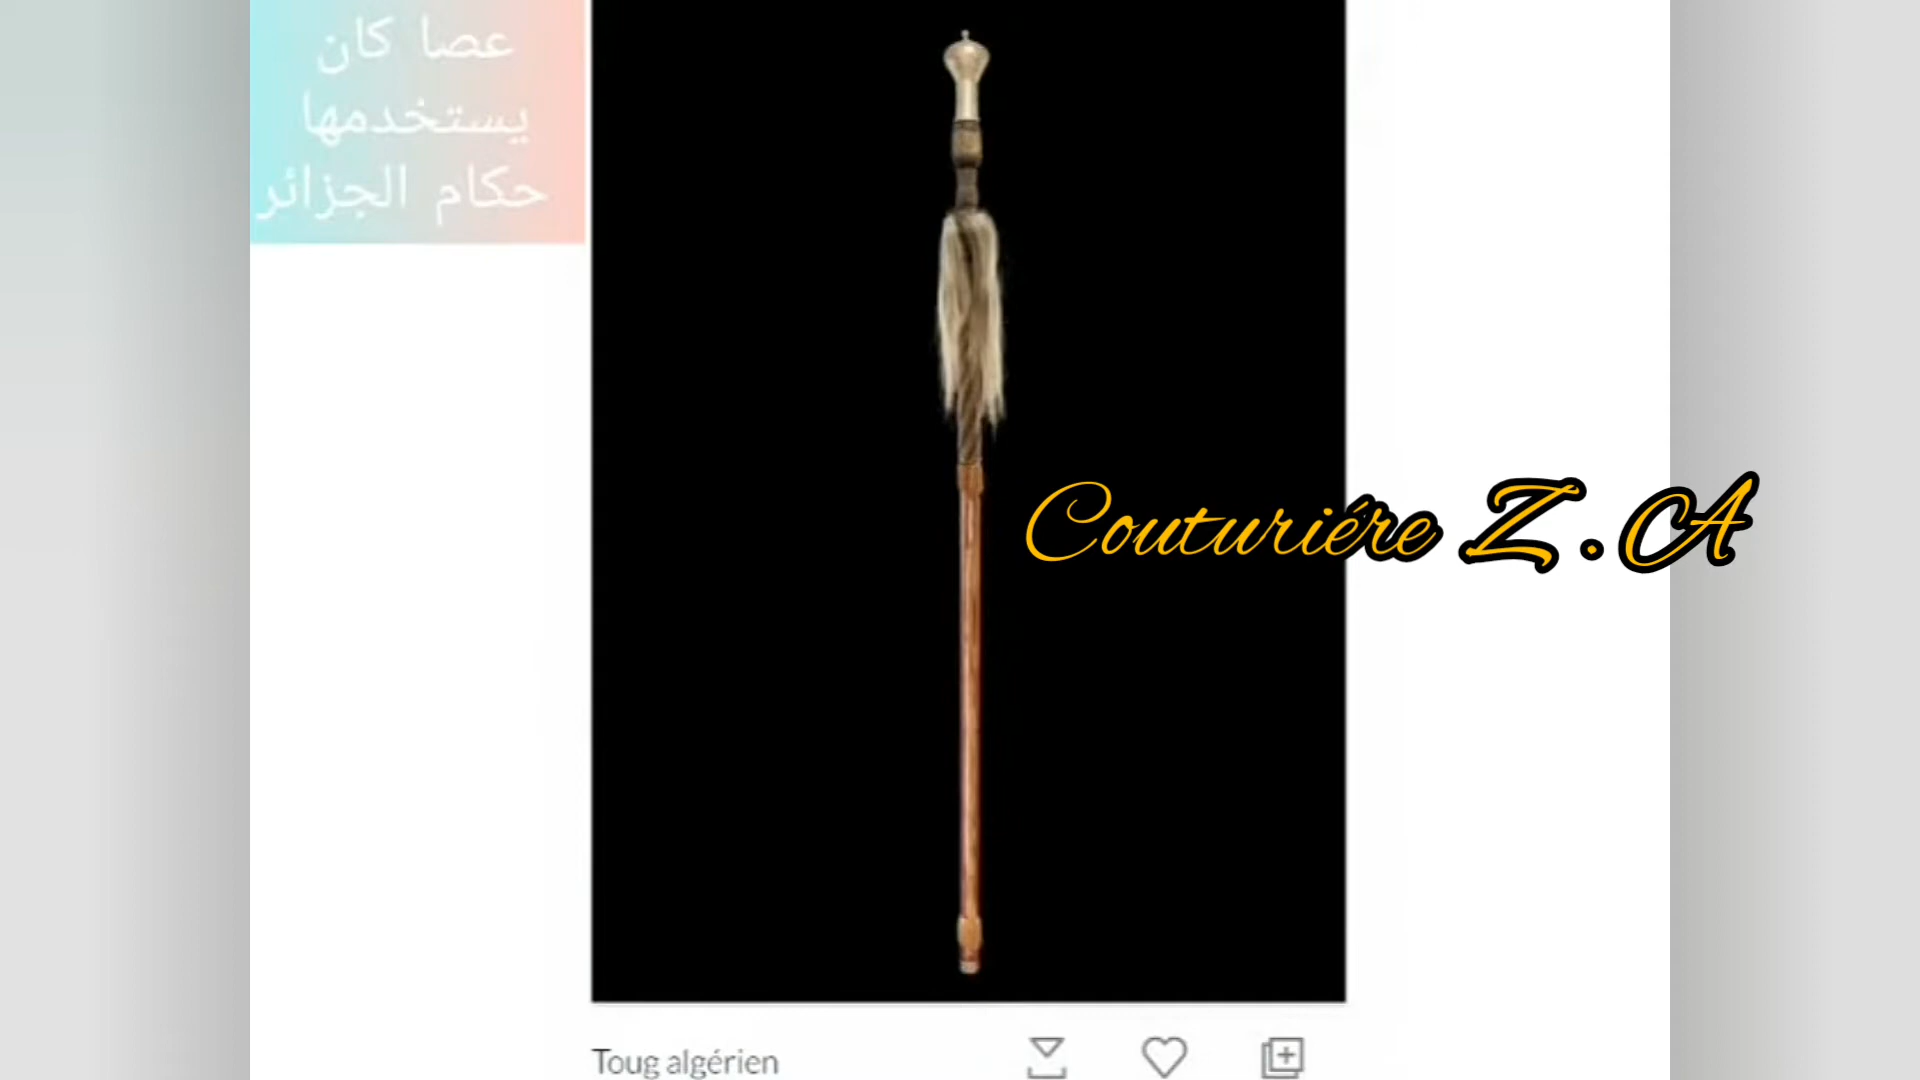 عصا كان
يستخدمها
حكام الجزائر
Couturiére Z.A
Toug algérien